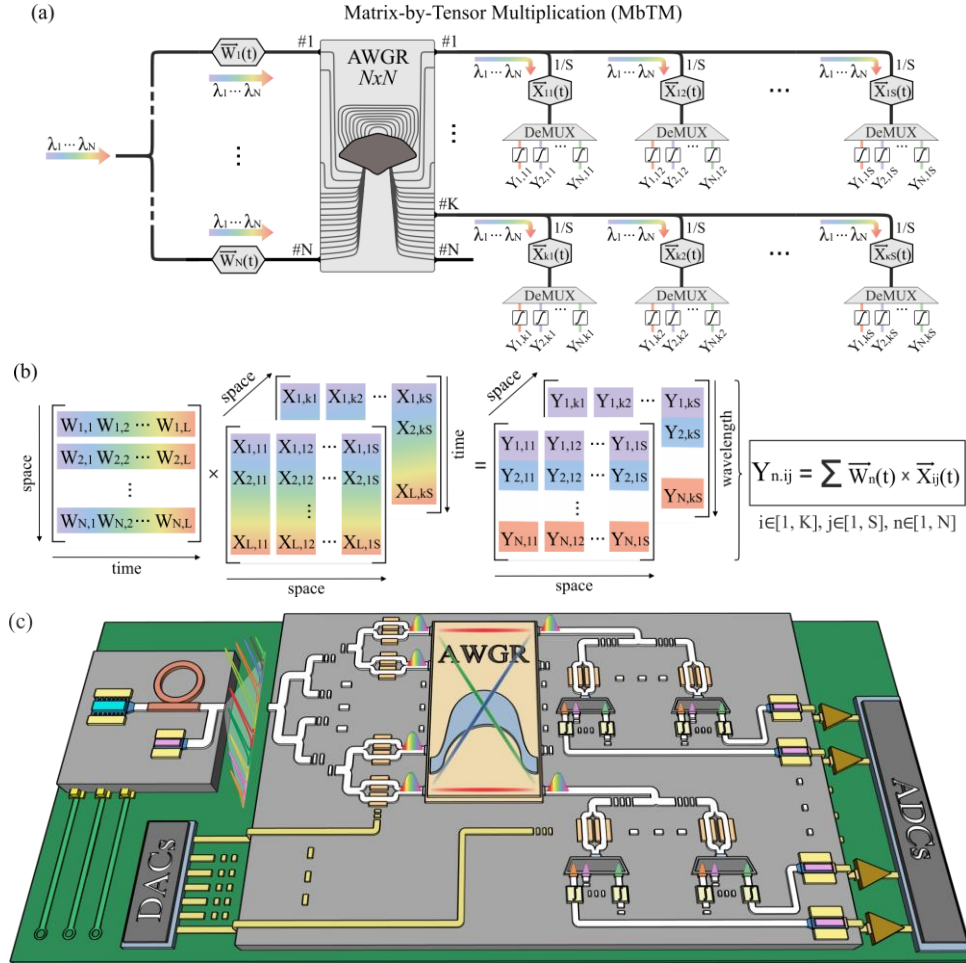 Matrix-by-Tensor Multiplication (MbTM)
(a)
λ1 ··· λN
W1(t)
λ1 ··· λN
⋮
λ1 ··· λN
WN(t)
#1
#N
AWGR
NxN
#1
⋮
#K
#N
λ1 ··· λN 1/S λ1 ··· λN 1/S λ1 ··· λN 1/S
X11(t) X12(t) ··· X1S(t)
DeMUX DeMUX DeMUX
··· ··· ···
Y1,11 Y2,11 YN,11 Y1,12 Y2,12 YN,12 Y1,1S Y2,1S YN,1S
λ1 ··· λN 1/S λ1 ··· λN 1/S λ1 ··· λN 1/S
Xk1(t) Xk2(t) ··· XKS(t)
DeMUX DeMUX DeMUX
··· ··· ···
Y1,k1 Y2,k1 YN,k1 Y1,k2 Y2,k2 YN,k2 Y1,kS Y2,kS YN,kS
(b)
space
W1,1 W1,2 ··· W1,L
W2,1 W2,2 ··· W2,L
⋮
WN,1 WN,2 ··· WN,L
time
×
space
X1,k1 X1,k2 ··· X1,kS
X2,kS
XL,kS
time
X1,11 X1,12 ··· X1,1S
X2,11 X2,12 ··· X2,1S
⋮
XL,11 XL,12 ··· XL,1S
space
=
space
Y1,k1 Y1,k2 ··· Y1,kS
Y2,kS
YN,kS
wavelength
Y1,11 Y1,12 ··· Y1,1S
Y2,11 Y2,12 ··· Y2,1S
⋮
YN,11 YN,12 ··· YN,1S
space
Yn.ij = ∑ Wn(t) × Xij(t)
i∈[1, K], j∈[1, S], n∈[1, N]
(c)
AWGR
DACs
ADCs